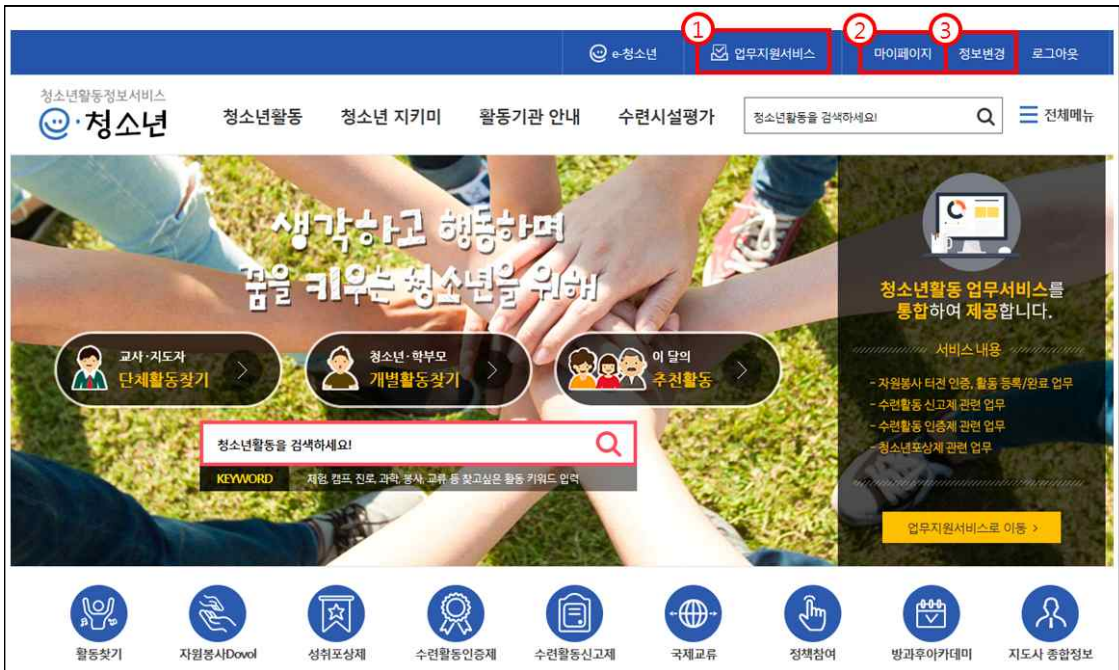 1
2
3
e-청소년
업무지원서비스
마이페이지
정보변경
로그아웃
청소년활동정보서비스
e·청소년
청소년활동
청소년 지키미
활동기관 안내
수련시설평가
청소년활동을 검색하세요!
전체메뉴
생각하고 행동하며
꿈을 키우는 청소년을 위해
교사·지도자
단체활동찾기
청소년·학부모
개별활동찾기
이 달의
추천활동
청소년활동을 검색하세요!
KEYWORD 체험, 캠프, 진로, 과학, 봉사, 교류 등 찾고싶은 활동 키워드 입력
청소년활동 업무서비스를
통합하여 제공합니다.
서비스 내용
- 자원봉사 터전 인증, 활동 등록/완료 업무
- 수련활동 신고제 관련 업무
- 수련활동 인증제 관련 업무
- 청소년포상제 관련 업무
업무지원서비스로 이동 >
활동찾기
자원봉사Dovol
성취포상제
수련활동인증제
수련활동신고제
국제교류
정책참여
방과후아카데미
지도사 종합정보